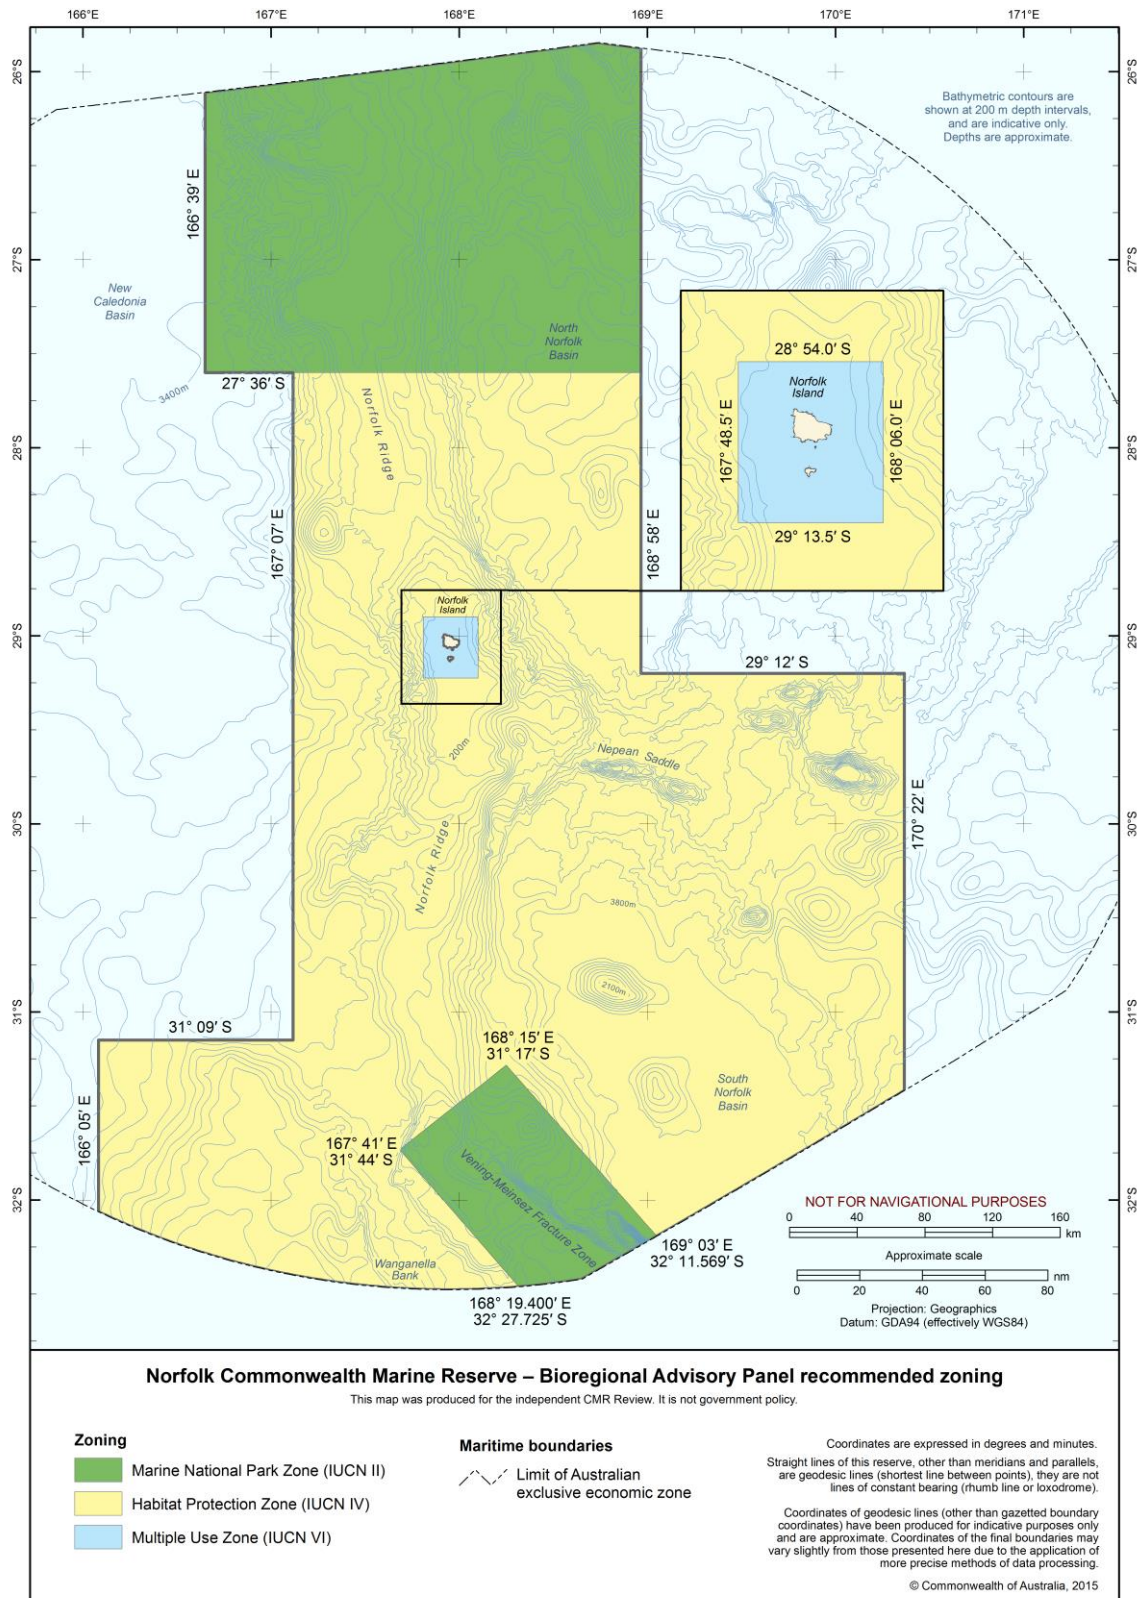 166°E 167°E 168°E 169°E 170°E 171°E
26°S
26°S
Bathymetric contours are
shown at 200 m depth intervals,
and are indicative only.
Depths are approximate.
166° 39′ E
27°S
27°S
New
Caledonia
Basin
North
Norfolk
Basin
27° 36′ S
3400m
Norfolk Ridge
28° 54.0′ S
Norfolk
Island
167° 48.5′ E
168° 06.0′ E
29° 13.5′ S
28°S
28°S
167° 07′ E
168° 58′ E
Norfolk
Island
29°S
29°S
29° 12′ S
200m
Nepean Saddle
170° 22′ E
30°S
30°S
Norfolk Ridge
3800m
2100m
31°S
31°S
31° 09′ S
168° 15′ E
31° 17′ S
South
Norfolk
Basin
166° 05′ E
167° 41′ E
31° 44′ S
Vening-Meinsez Fracture Zone
32°S
32°S
NOT FOR NAVIGATIONAL PURPOSES
0 40 80 120 160
km
Approximate scale
nm
0 20 40 60 80
Projection: Geographics
Datum: GDA94 (effectively WGS84)
169° 03′ E
32° 11.569′ S
Wanganella
Bank
168° 19.400′ E
32° 27.725′ S
Norfolk Commonwealth Marine Reserve – Bioregional Advisory Panel recommended zoning
This map was produced for the independent CMR Review. It is not government policy.
Zoning
Marine National Park Zone (IUCN II)
Habitat Protection Zone (IUCN IV)
Multiple Use Zone (IUCN VI)
Maritime boundaries
Limit of Australian
exclusive economic zone
Coordinates are expressed in degrees and minutes.
Straight lines of this reserve, other than meridians and parallels,
are geodesic lines (shortest line between points), they are not
lines of constant bearing (rhumb line or loxodrome).
Coordinates of geodesic lines (other than gazetted boundary
coordinates) have been produced for indicative purposes only
and are approximate. Coordinates of the final boundaries may
vary slightly from those presented here due to the application of
more precise methods of data processing.
© Commonwealth of Australia, 2015